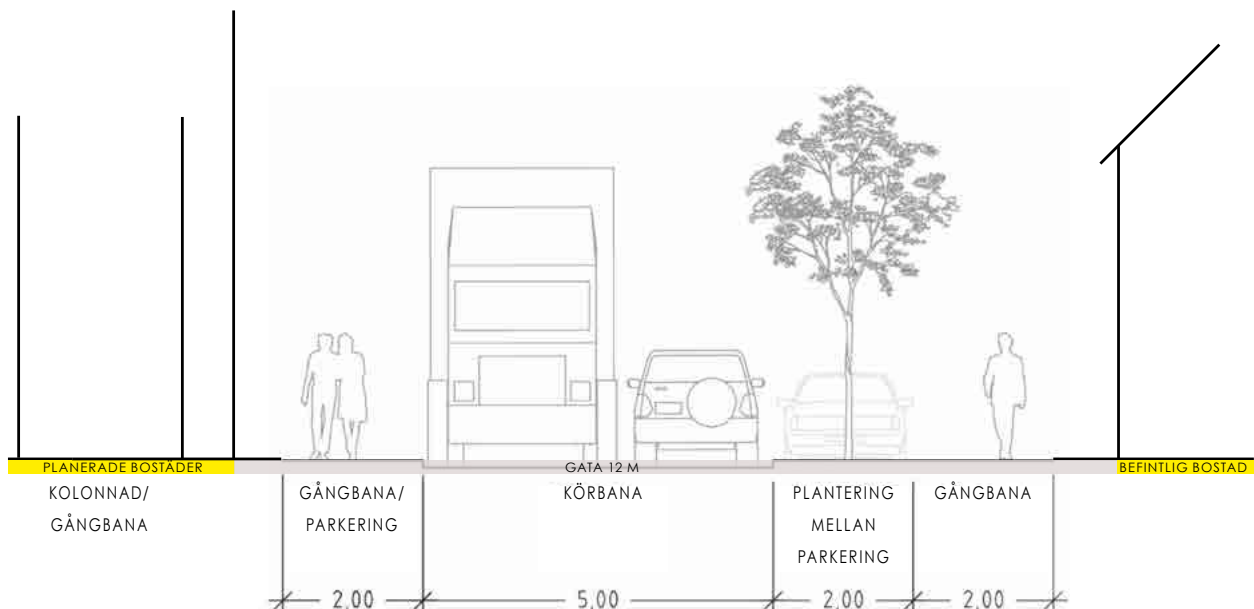 PLANERADE BOSTÄDER
GATA 12 M
BEFINTLIG BOSTAD
KOLONNAD/
GÅNGBANA
GÅNGBANA/
PARKERING
KÖRBANA
PLANTERING
MELLAN
PARKERING
GÅNGBANA
2,00
5,00
2,00
2,00